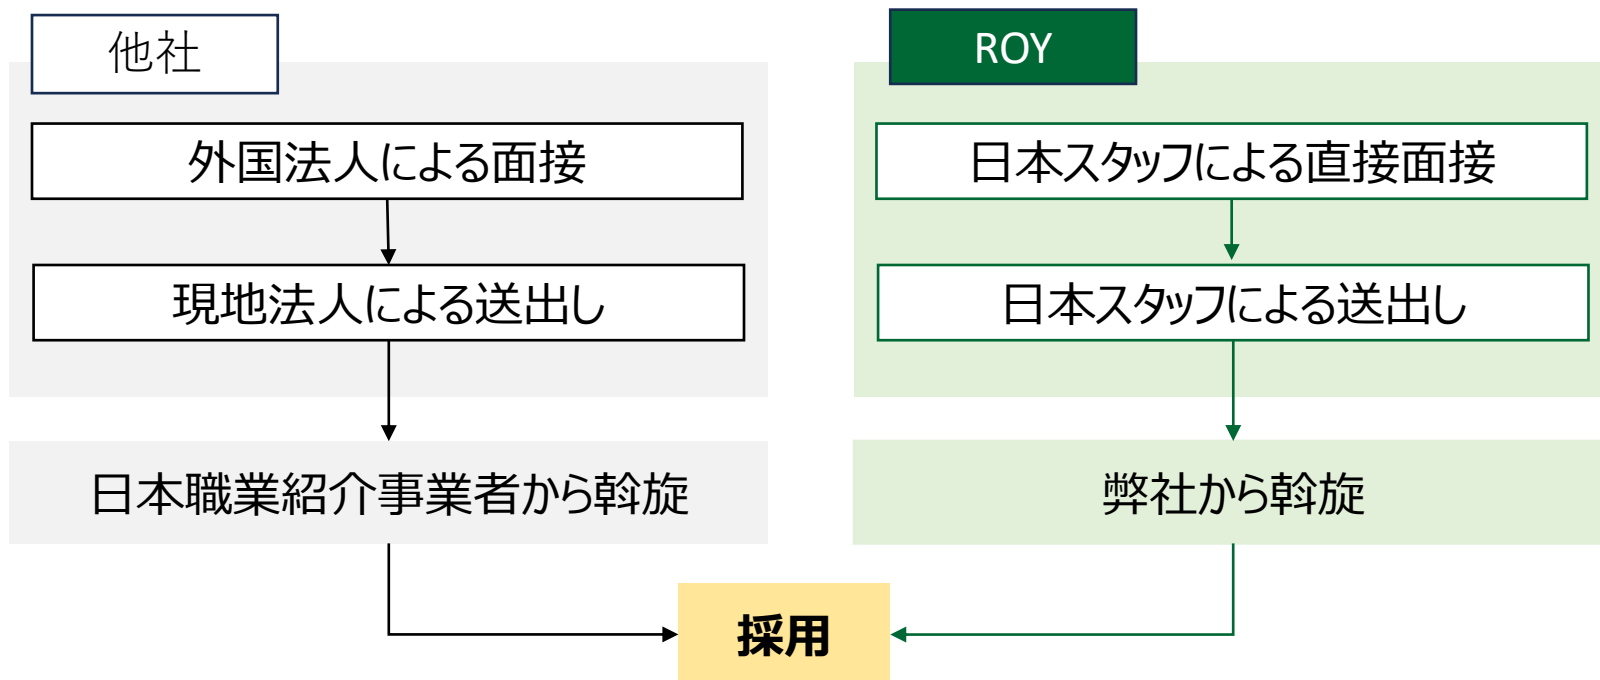 他社
外国法人による面接
現地法人による送出し
日本職業紹介事業者から斡旋
ROY
日本スタッフによる直接面接
日本スタッフによる送出し
弊社から斡旋
採用